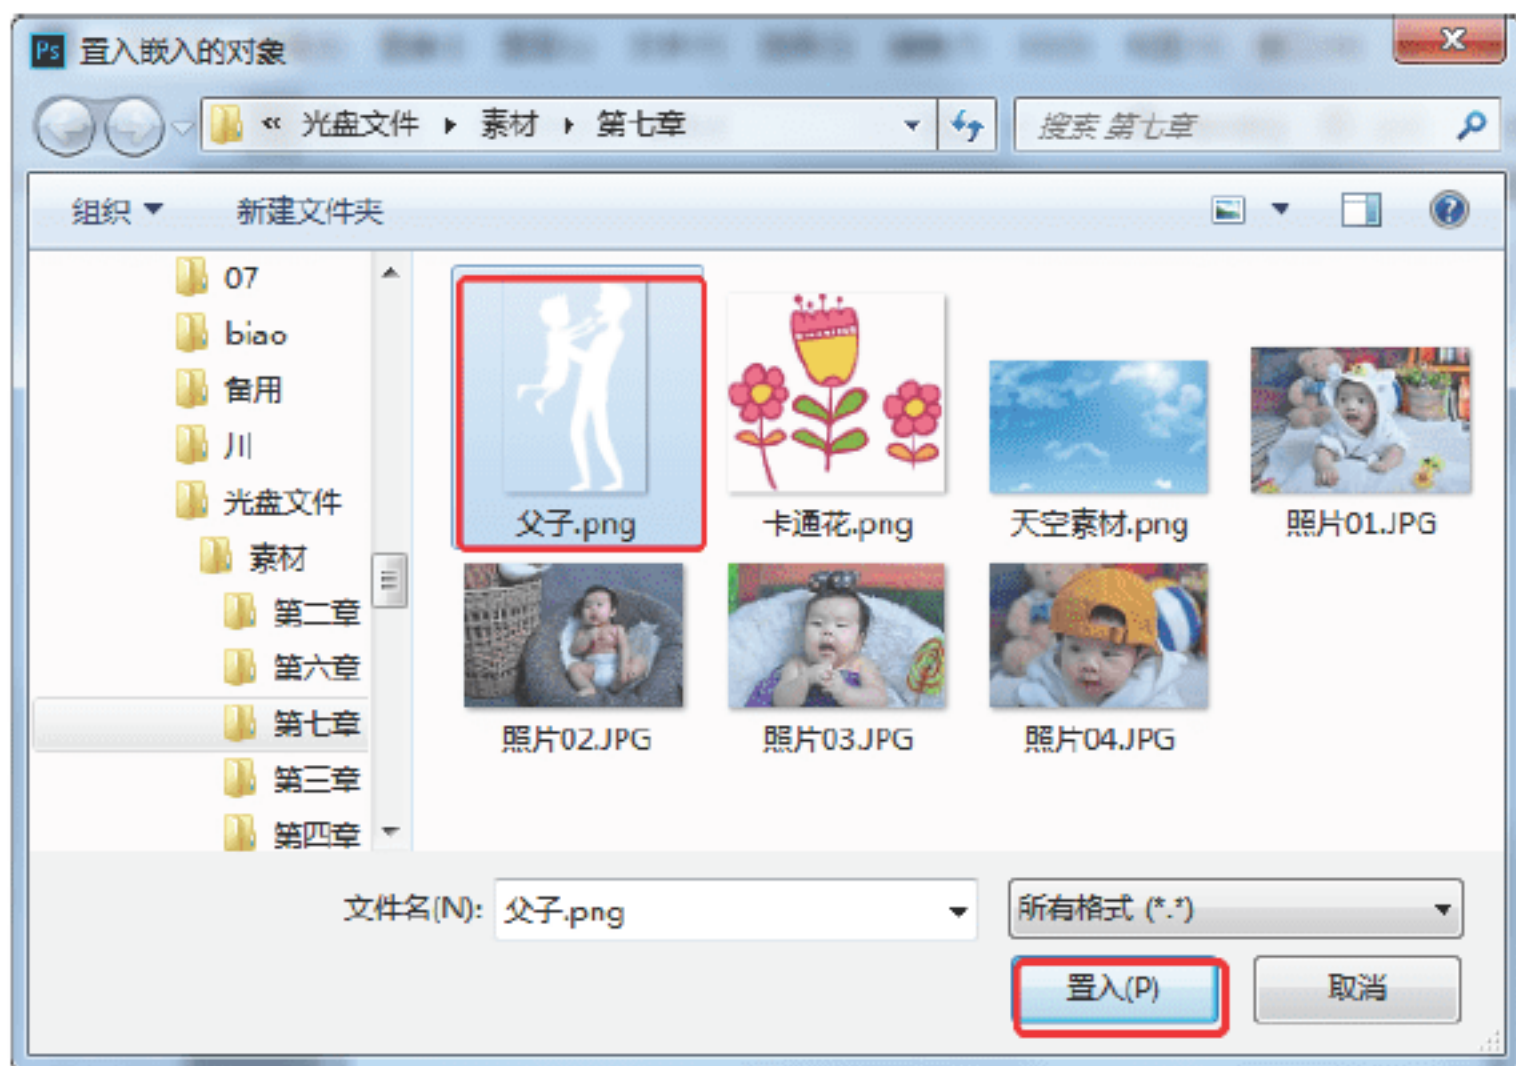 Ps 置入嵌入的对象
« 光盘文件 ▸ 素材 ▸ 第七章
搜索 第七章
组织 新建文件夹
07
biao
备用
川
光盘文件
素材
第二章
第六章
第七章
第三章
第四章
父子.png
卡通花.png
天空素材.png
照片01.JPG
照片02.JPG
照片03.JPG
照片04.JPG
文件名(N): 父子.png
所有格式 (*.*)
置入(P)
取消